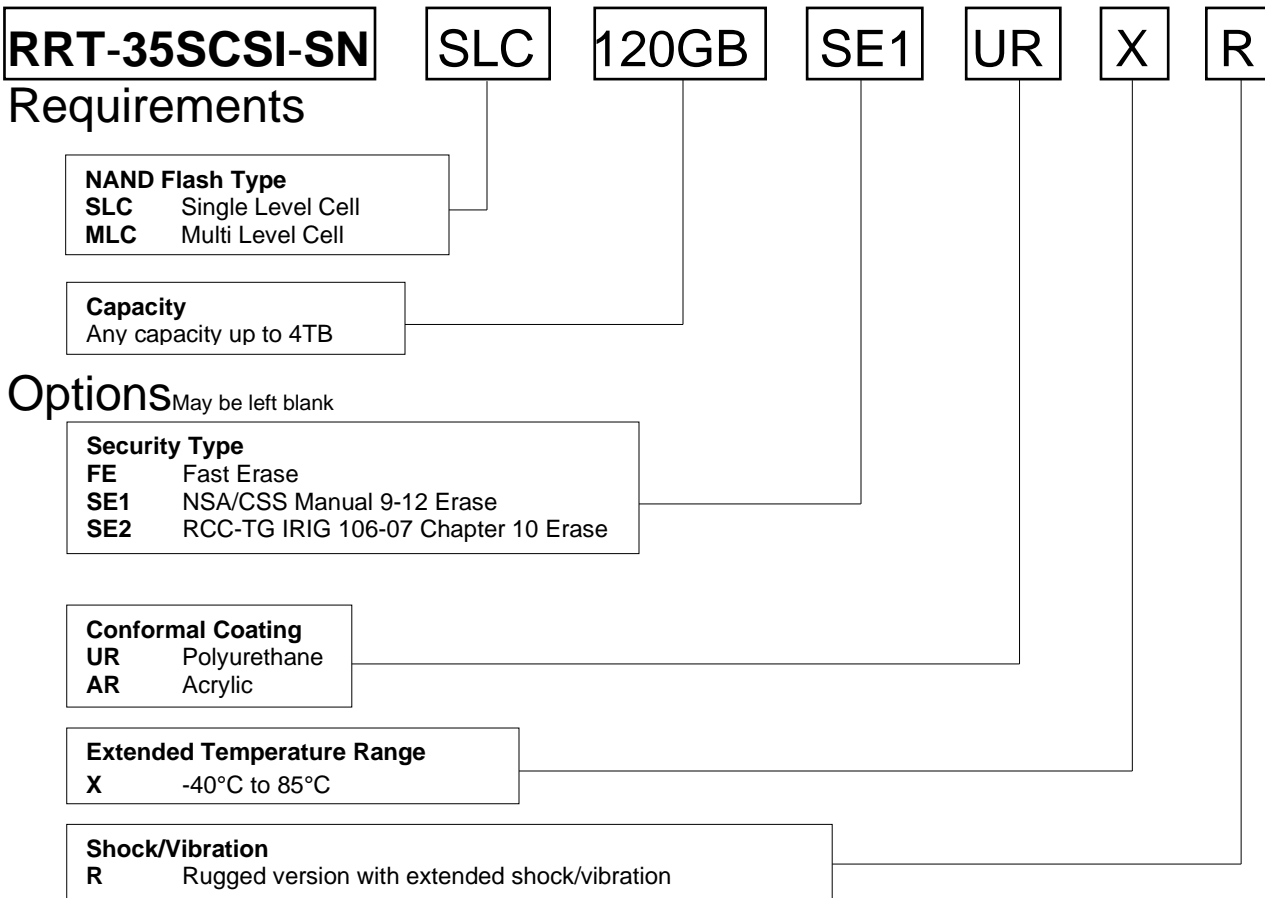 RRT-35SCSI-SN SLC 120GB SE1 UR X R
Requirements
NAND Flash Type
SLC Single Level Cell
MLC Multi Level Cell
Capacity
Any capacity up to 4TB
Options May be left blank
Security Type
FE Fast Erase
SE1 NSA/CSS Manual 9-12 Erase
SE2 RCC-TG IRIG 106-07 Chapter 10 Erase
Conformal Coating
UR Polyurethane
AR Acrylic
Extended Temperature Range
X -40°C to 85°C
Shock/Vibration
R Rugged version with extended shock/vibration